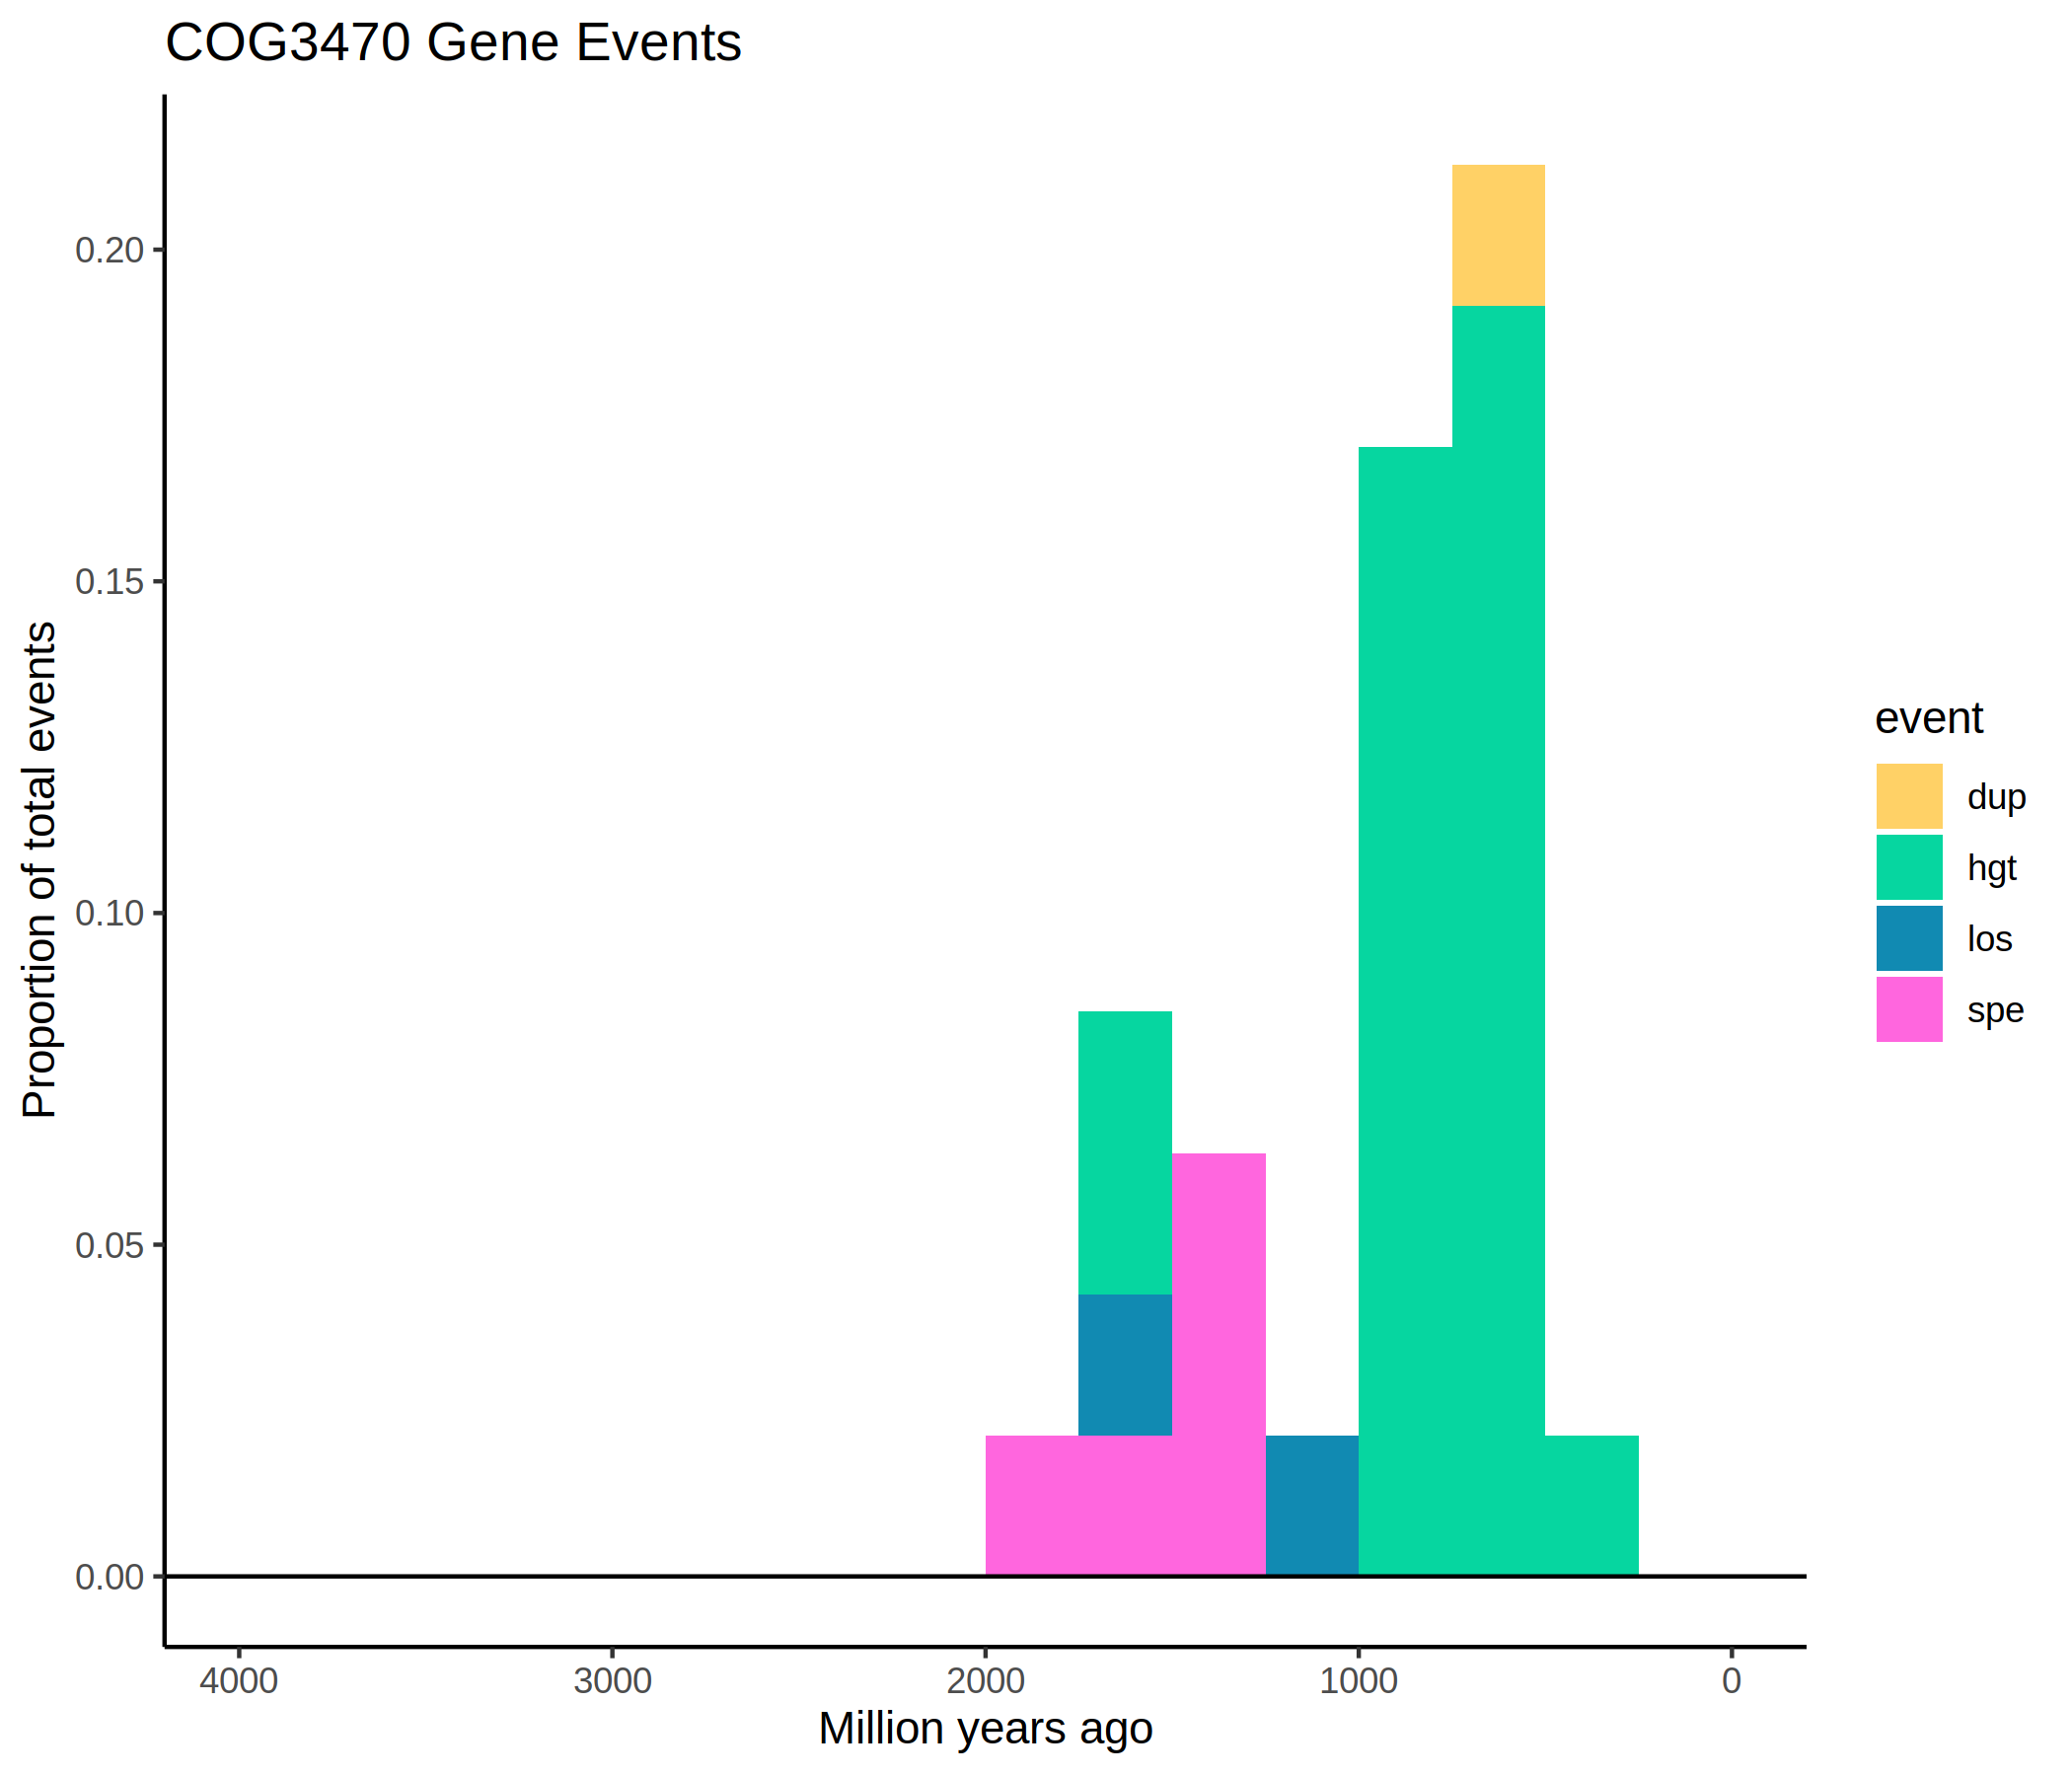 COG3470 Gene Events
Proportion of total events
0.20
0.15
0.10
0.05
0.00
4000 3000 2000 1000 0
Million years ago
event
dup
hgt
los
spe